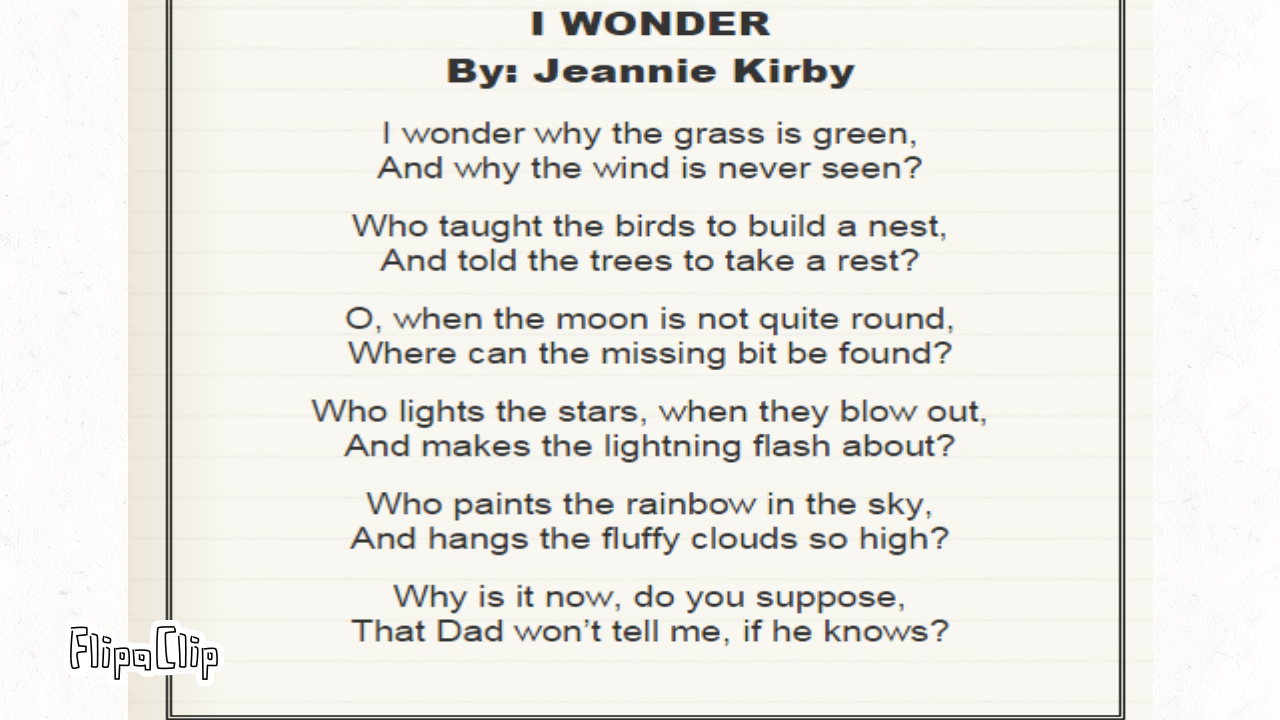 I WONDER
By: Jeannie Kirby
I wonder why the grass is green,
And why the wind is never seen?
Who taught the birds to build a nest,
And told the trees to take a rest?
O, when the moon is not quite round,
Where can the missing bit be found?
Who lights the stars, when they blow out,
And makes the lightning flash about?
Who paints the rainbow in the sky,
And hangs the fluffy clouds so high?
Why is it now, do you suppose,
That Dad won't tell me, if he knows?
FlipaClip